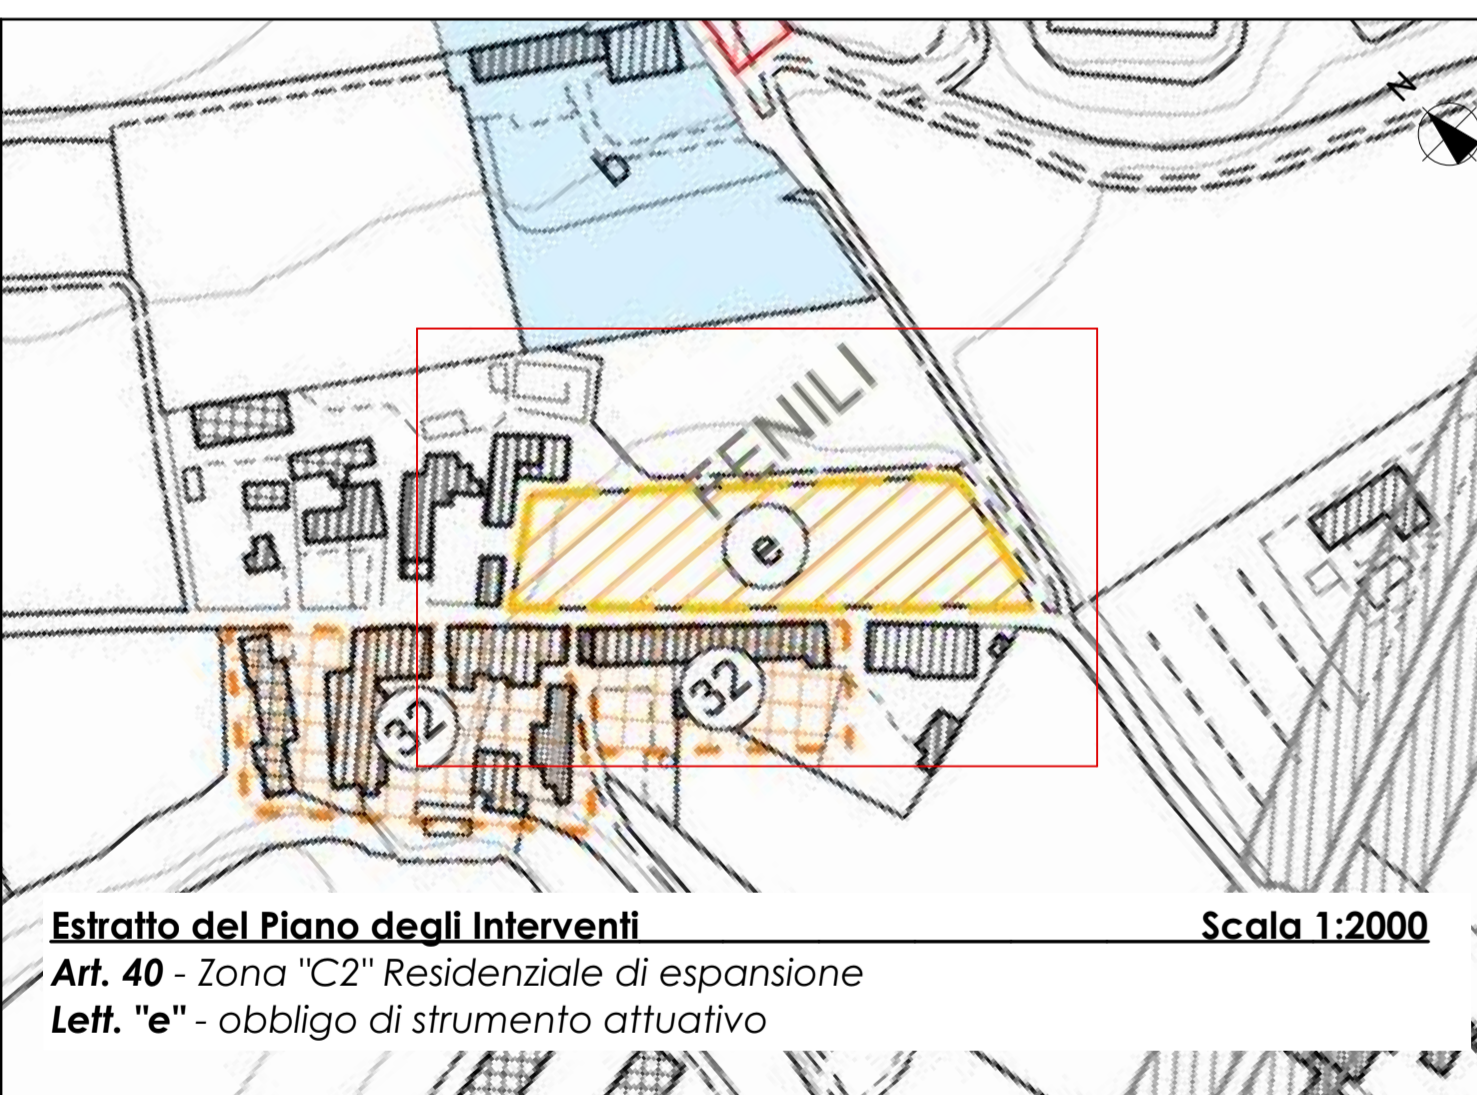 N
b
FENILI
e
32
32
Estratto del Piano degli Interventi Scala 1:2000
Art. 40 - Zona "C2" Residenziale di espansione
Lett. "e" - obbligo di strumento attuativo